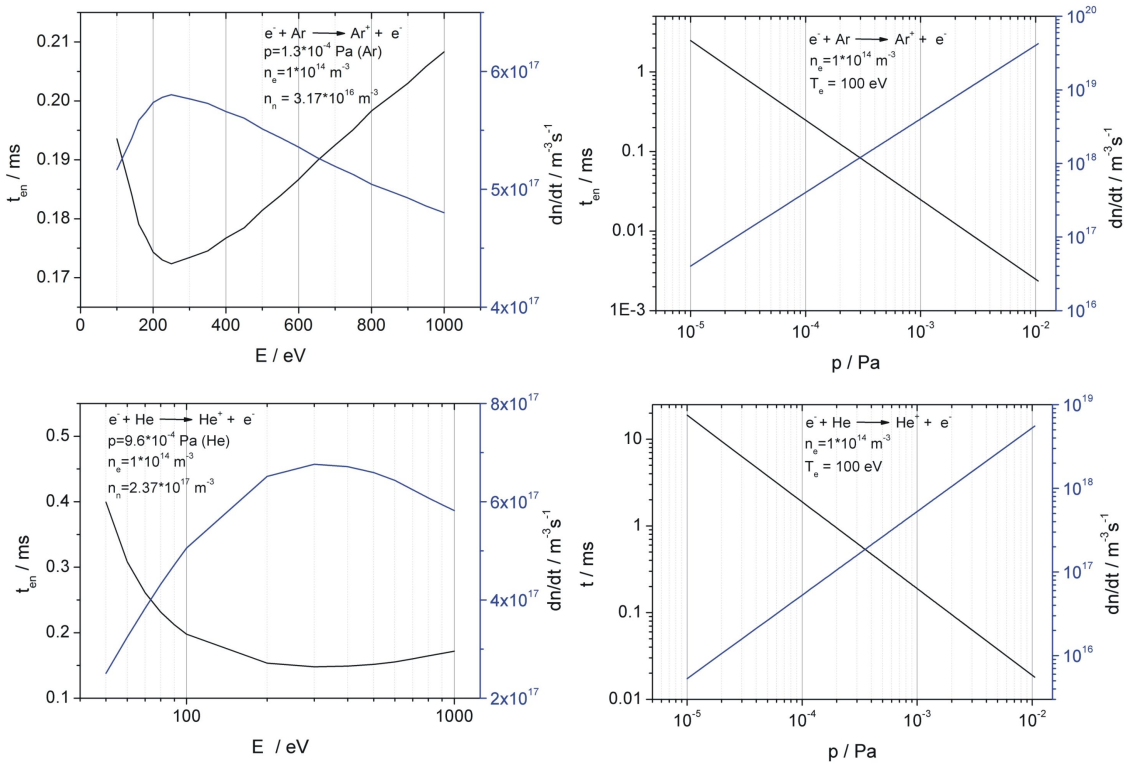 e⁻ + Ar ⟶ Ar⁺ + e⁻
p=1.3*10⁻⁴ Pa (Ar)
nₑ=1*10¹⁴ m⁻³
nₙ = 3.17*10¹⁶ m⁻³
0.21
0.20
0.19
0.18
0.17
tₑₙ / ms
6x10¹⁷
5x10¹⁷
4x10¹⁷
dn/dt / m⁻³s⁻¹
0 200 400 600 800 1000
E / eV
e⁻ + Ar ⟶ Ar⁺ + e⁻
nₑ=1*10¹⁴ m⁻³
Tₑ = 100 eV
1
0.1
0.01
1E-3
tₑₙ / ms
10²⁰
10¹⁹
10¹⁸
10¹⁷
10¹⁶
dn/dt / m⁻³s⁻¹
10⁻⁵ 10⁻⁴ 10⁻³ 10⁻²
p / Pa
e⁻ + He ⟶ He⁺ + e⁻
p=9.6*10⁻⁴ Pa (He)
nₑ=1*10¹⁴ m⁻³
nₙ=2.37*10¹⁷ m⁻³
0.5
0.4
0.3
0.2
0.1
tₑₙ / ms
8x10¹⁷
6x10¹⁷
4x10¹⁷
2x10¹⁷
dn/dt / m⁻³s⁻¹
100 1000
E / eV
e⁻ + He ⟶ He⁺ + e⁻
nₑ=1*10¹⁴ m⁻³
Tₑ = 100 eV
10
1
0.1
0.01
t / ms
10¹⁹
10¹⁸
10¹⁷
10¹⁶
dn/dt / m⁻³s⁻¹
10⁻⁵ 10⁻⁴ 10⁻³ 10⁻²
p / Pa